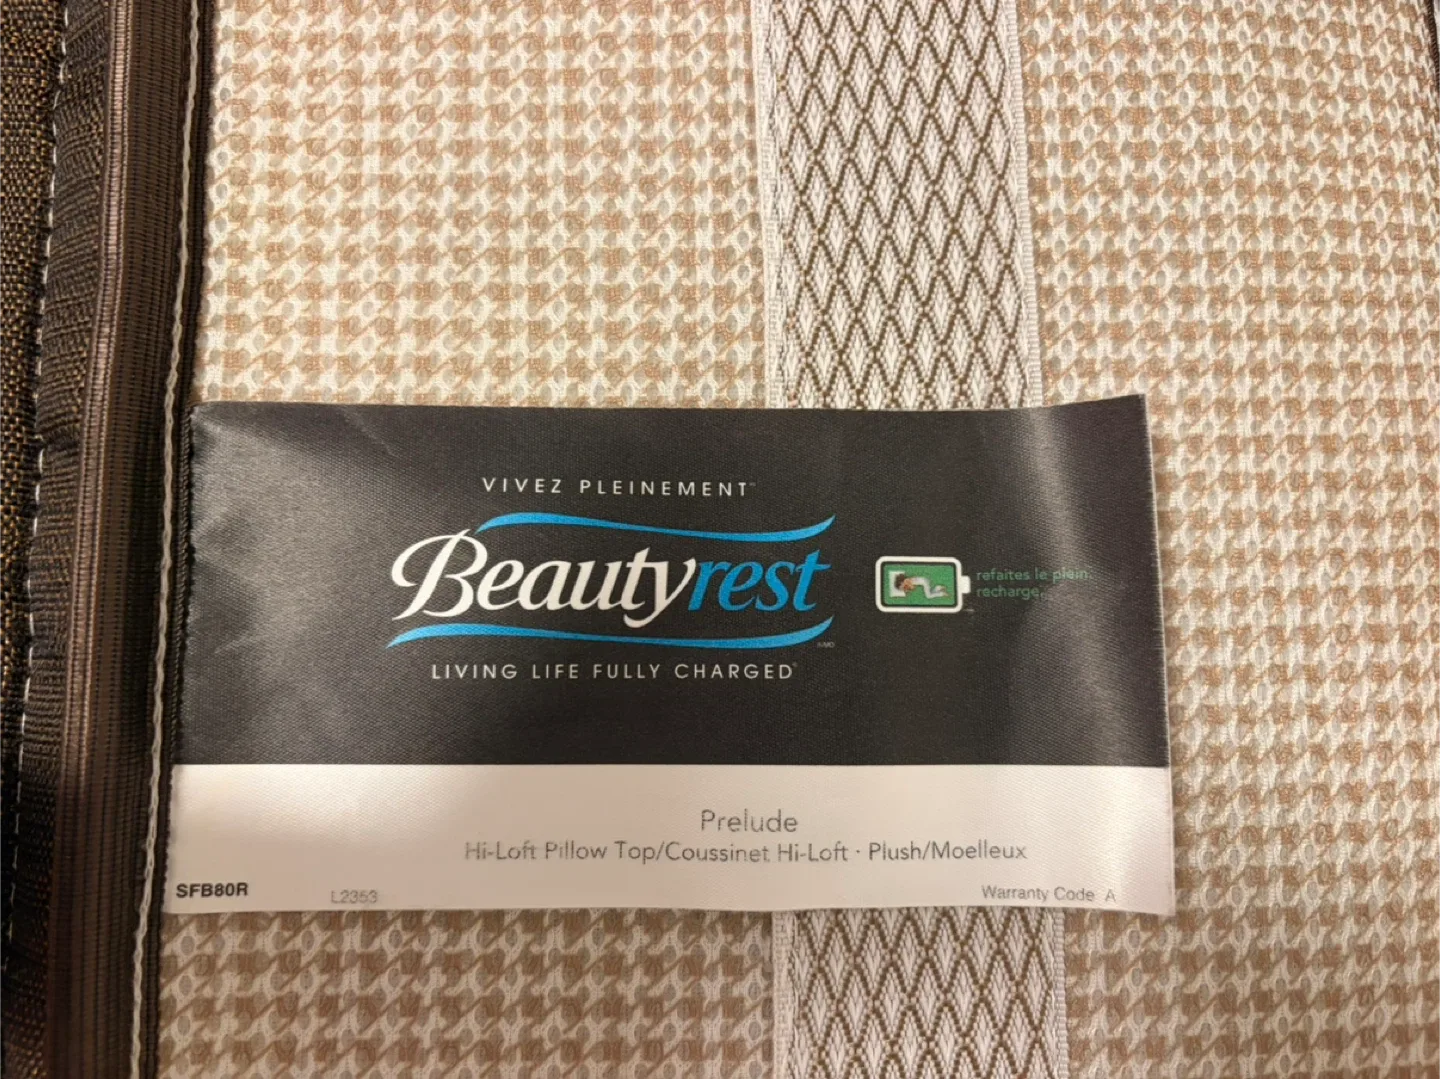 VIVEZ PLEINEMENT™
Beautyrest
LIVING LIFE FULLY CHARGED®
refaites le plein.
recharge
Prelude
Hi-Loft Pillow Top/Coussinet Hi-Loft · Plush/Moelleux
SFB80R L2353 Warranty Code A